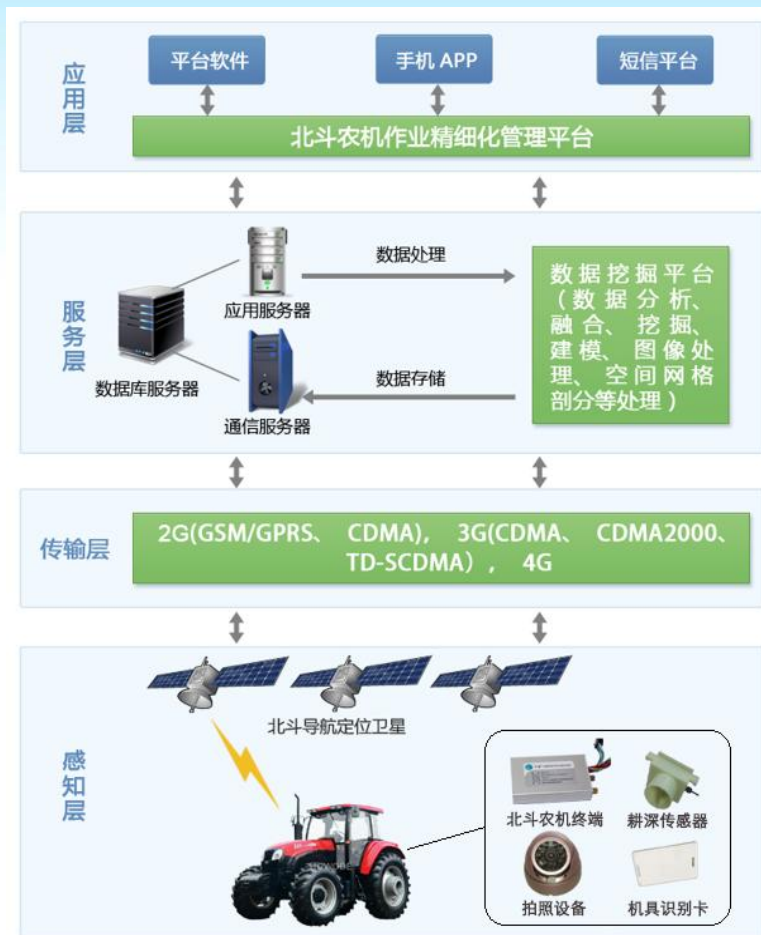 应用层
平台软件
手机 APP
短信平台
北斗农机作业精细化管理平台
服务层
数据库服务器
应用服务器
通信服务器
数据处理
数据存储
数据挖掘平台
（数据分析、
融合、挖掘、
建模、图像处
理、空间网格
剖分等处理）
传输层
2G(GSM/GPRS、 CDMA), 3G(CDMA、 CDMA2000、
TD-SCDMA）, 4G
感知层
北斗导航定位卫星
北斗农机终端
耕深传感器
拍照设备
机具识别卡